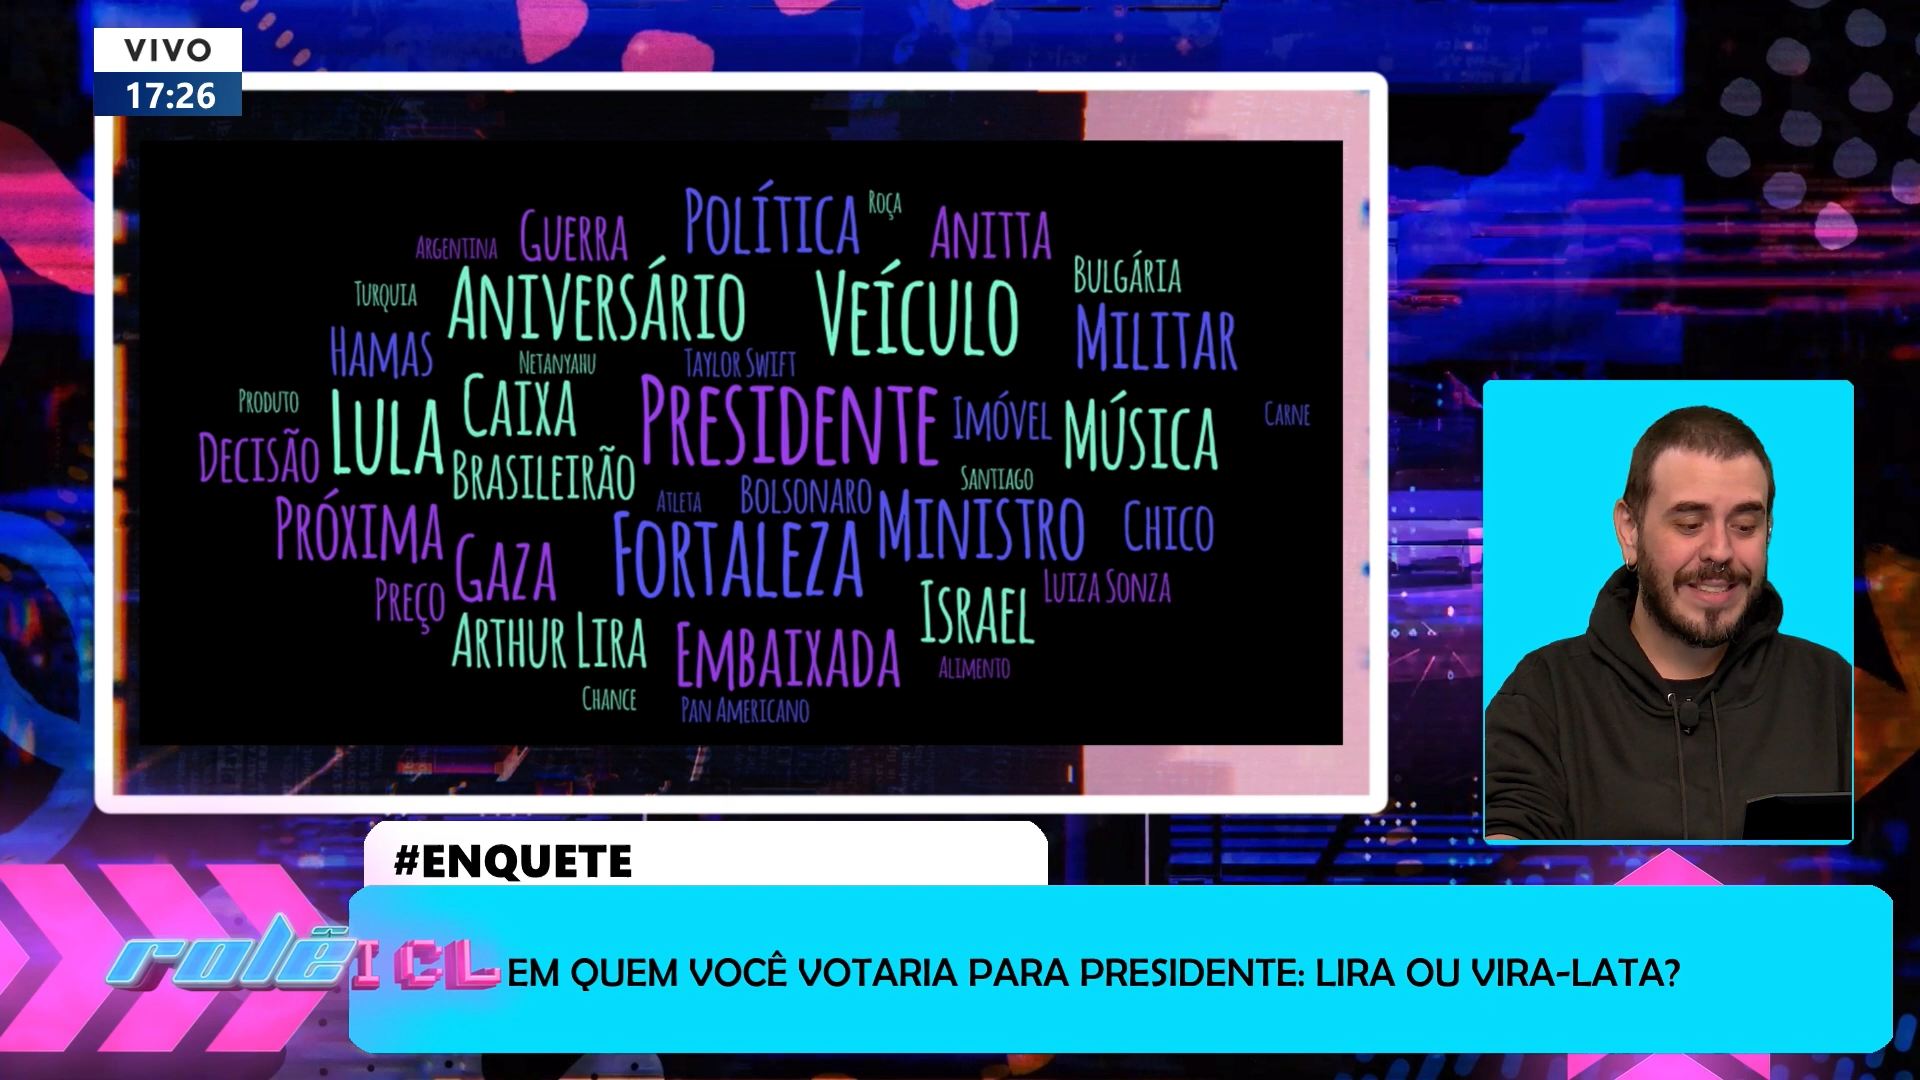 VIVO
17:26
POLÍTICA
ROÇA
ARGENTINA
GUERRA
ANITTA
BULGÁRIA
TURQUIA
ANIVERSÁRIO
VEÍCULO
MILITAR
HAMAS
NETANYAHU
TAYLOR SWIFT
PRODUTO
LULA
CAIXA
PRESIDENTE
IMÓVEL
MÚSICA
CARNE
DECISÃO
BRASILEIRÃO
SANTIAGO
ATLETA
BOLSONARO
PRÓXIMA
MINISTRO
CHICO
GAZA
FORTALEZA
PREÇO
ISRAEL
LUIZA SONZA
ARTHUR LIRA
EMBAIXADA
ALIMENTO
CHANCE
PAN AMERICANO
#ENQUETE
rolê ICL
EM QUEM VOCÊ VOTARIA PARA PRESIDENTE: LIRA OU VIRA-LATA?